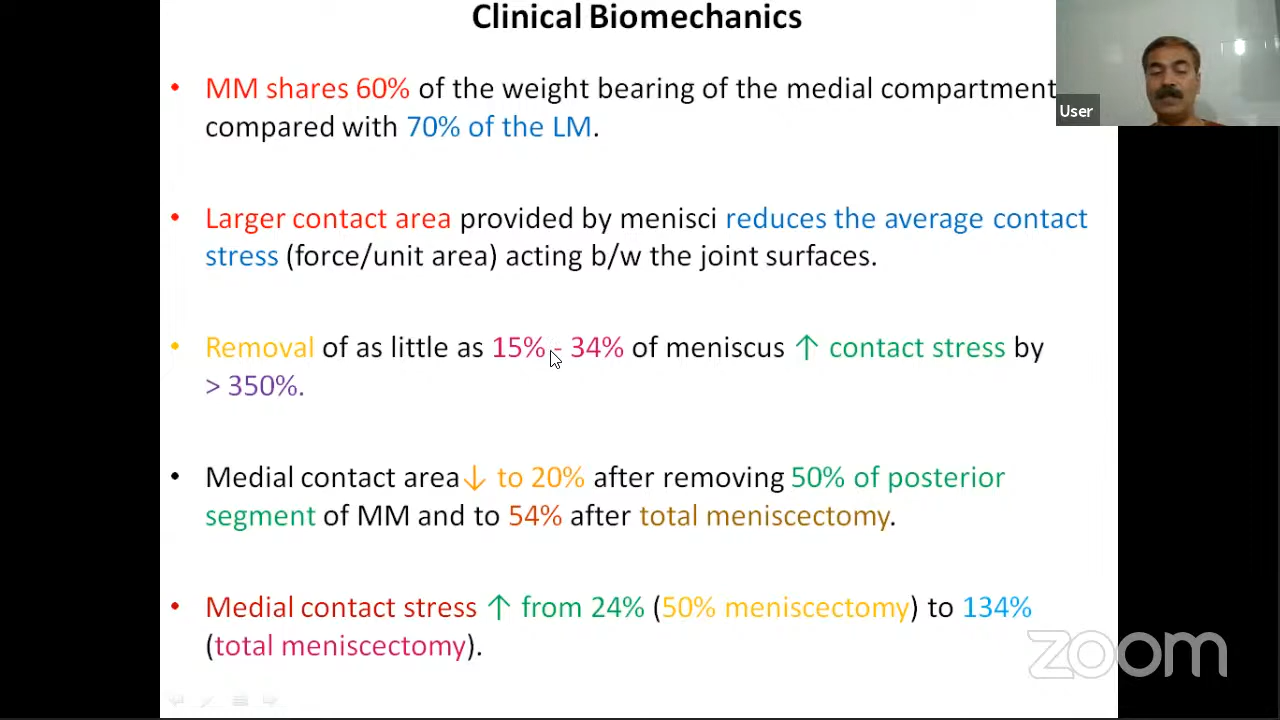 Clinical Biomechanics
• MM shares 60% of the weight bearing of the medial compartment
compared with 70% of the LM.
• Larger contact area provided by menisci reduces the average contact
stress (force/unit area) acting b/w the joint surfaces.
• Removal of as little as 15% - 34% of meniscus ↑ contact stress by
> 350%.
• Medial contact area↓ to 20% after removing 50% of posterior
segment of MM and to 54% after total meniscectomy.
• Medial contact stress ↑ from 24% (50% meniscectomy) to 134%
(total meniscectomy).
User
zoom